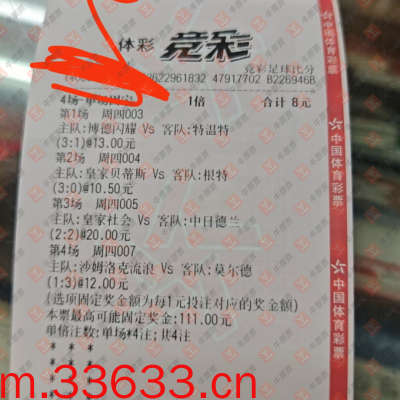 体彩 竞彩
竞彩足球比分
22961832 47917702 B226946B
4场 单场固定 1倍 合计 8元
第1场 周四003
主队:博德闪耀 Vs 客队:特温特
(3:1)@13.00元
第2场 周四004
主队:皇家贝蒂斯 Vs 客队:根特
(3:0)@10.50元
第3场 周四005
主队:皇家社会 Vs 客队:中日德兰
(2:2)@20.00元
第4场 周四007
主队:沙姆洛克流浪 Vs 客队:莫尔德
(1:3)@12.00元
(选项固定奖金额为每1元投注对应的奖金额)
本票最高可能固定奖金:111.00元
单倍注数:单场*4注;共4注
* * *
* * *
中国体育彩票
中国体育彩票
中国体育彩票
m.33633.cn